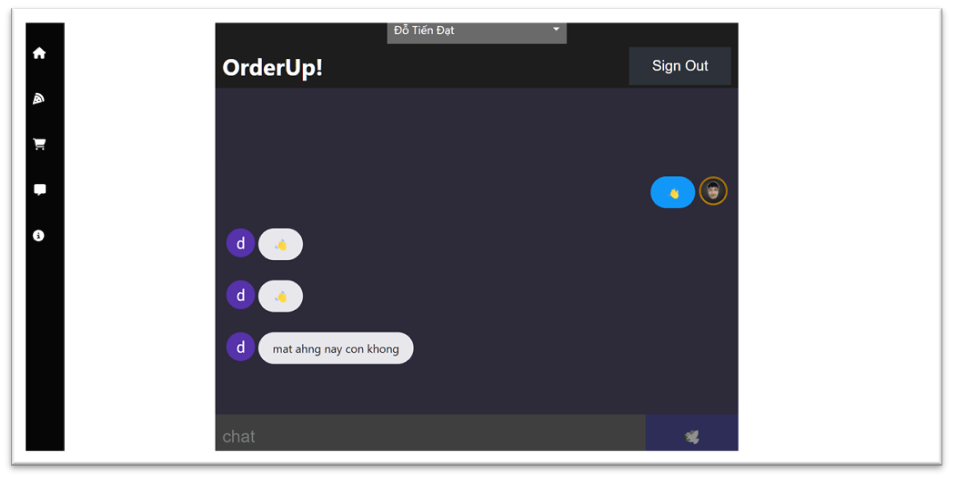 Đỗ Tiến Đạt
OrderUp!
Sign Out
d
d
d
mat ahng nay con khong
chat